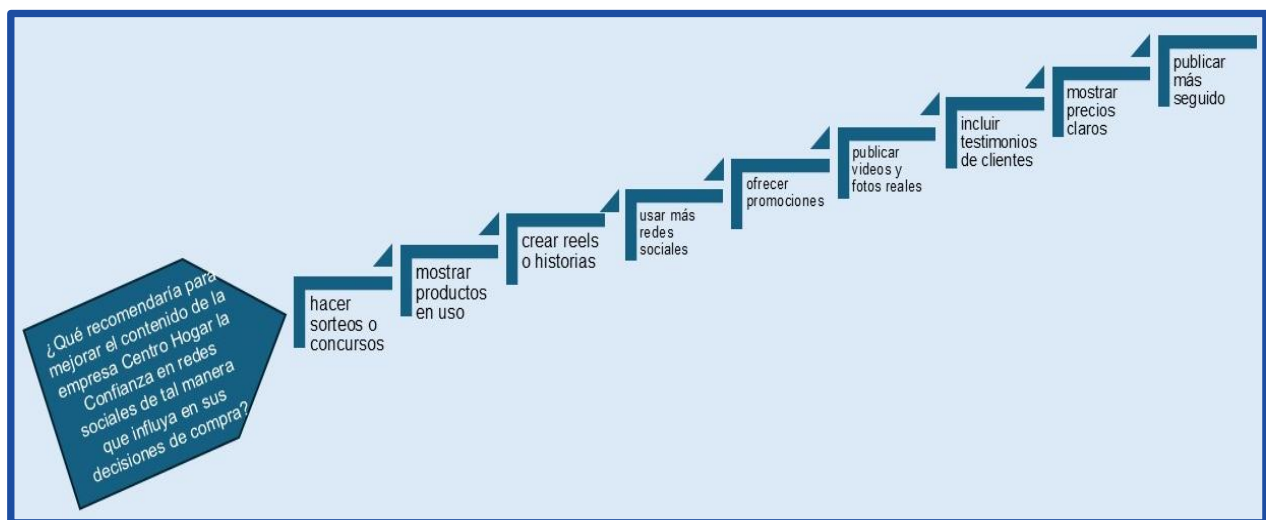 ¿Qué recomendaría para
mejorar el contenido de la
empresa Centro Hogar la
Confianza en redes
sociales de tal manera
que influya en sus
decisiones de compra?
hacer
sorteos o
concursos
mostrar
productos
en uso
crear reels
o historias
usar más
redes
sociales
ofrecer
promociones
publicar
videos y
fotos reales
incluir
testimonios
de clientes
mostrar
precios
claros
publicar
más
seguido